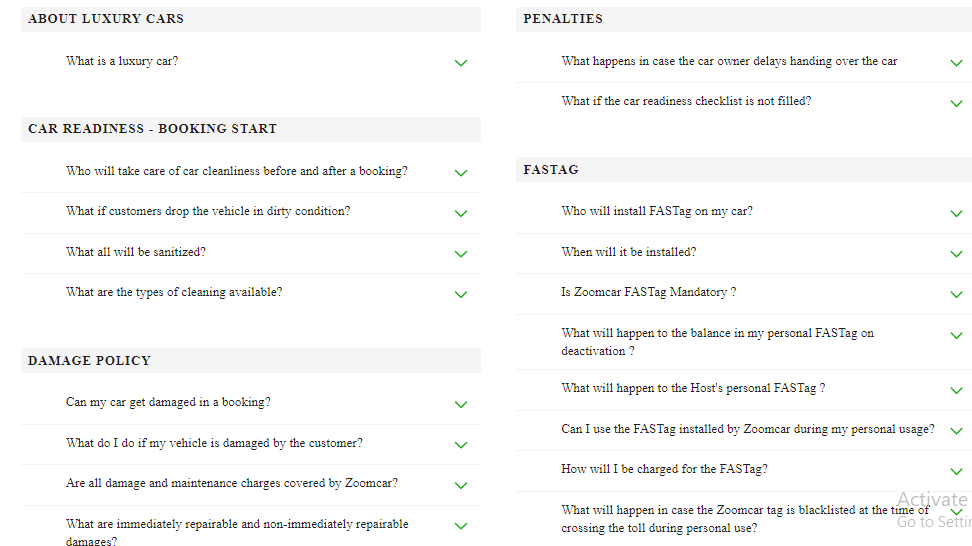 ABOUT LUXURY CARS
What is a luxury car?
CAR READINESS - BOOKING START
Who will take care of car cleanliness before and after a booking?
What if customers drop the vehicle in dirty condition?
What all will be sanitized?
What are the types of cleaning available?
DAMAGE POLICY
Can my car get damaged in a booking?
What do I do if my vehicle is damaged by the customer?
Are all damage and maintenance charges covered by Zoomcar?
What are immediately repairable and non-immediately repairable
damages?
PENALTIES
What happens in case the car owner delays handing over the car
What if the car readiness checklist is not filled?
FASTAG
Who will install FASTag on my car?
When will it be installed?
Is Zoomcar FASTag Mandatory ?
What will happen to the balance in my personal FASTag on
deactivation ?
What will happen to the Host's personal FASTag ?
Can I use the FASTag installed by Zoomcar during my personal usage?
How will I be charged for the FASTag?
What will happen in case the Zoomcar tag is blacklisted at the time of
crossing the toll during personal use?
Activate
Go to Settin